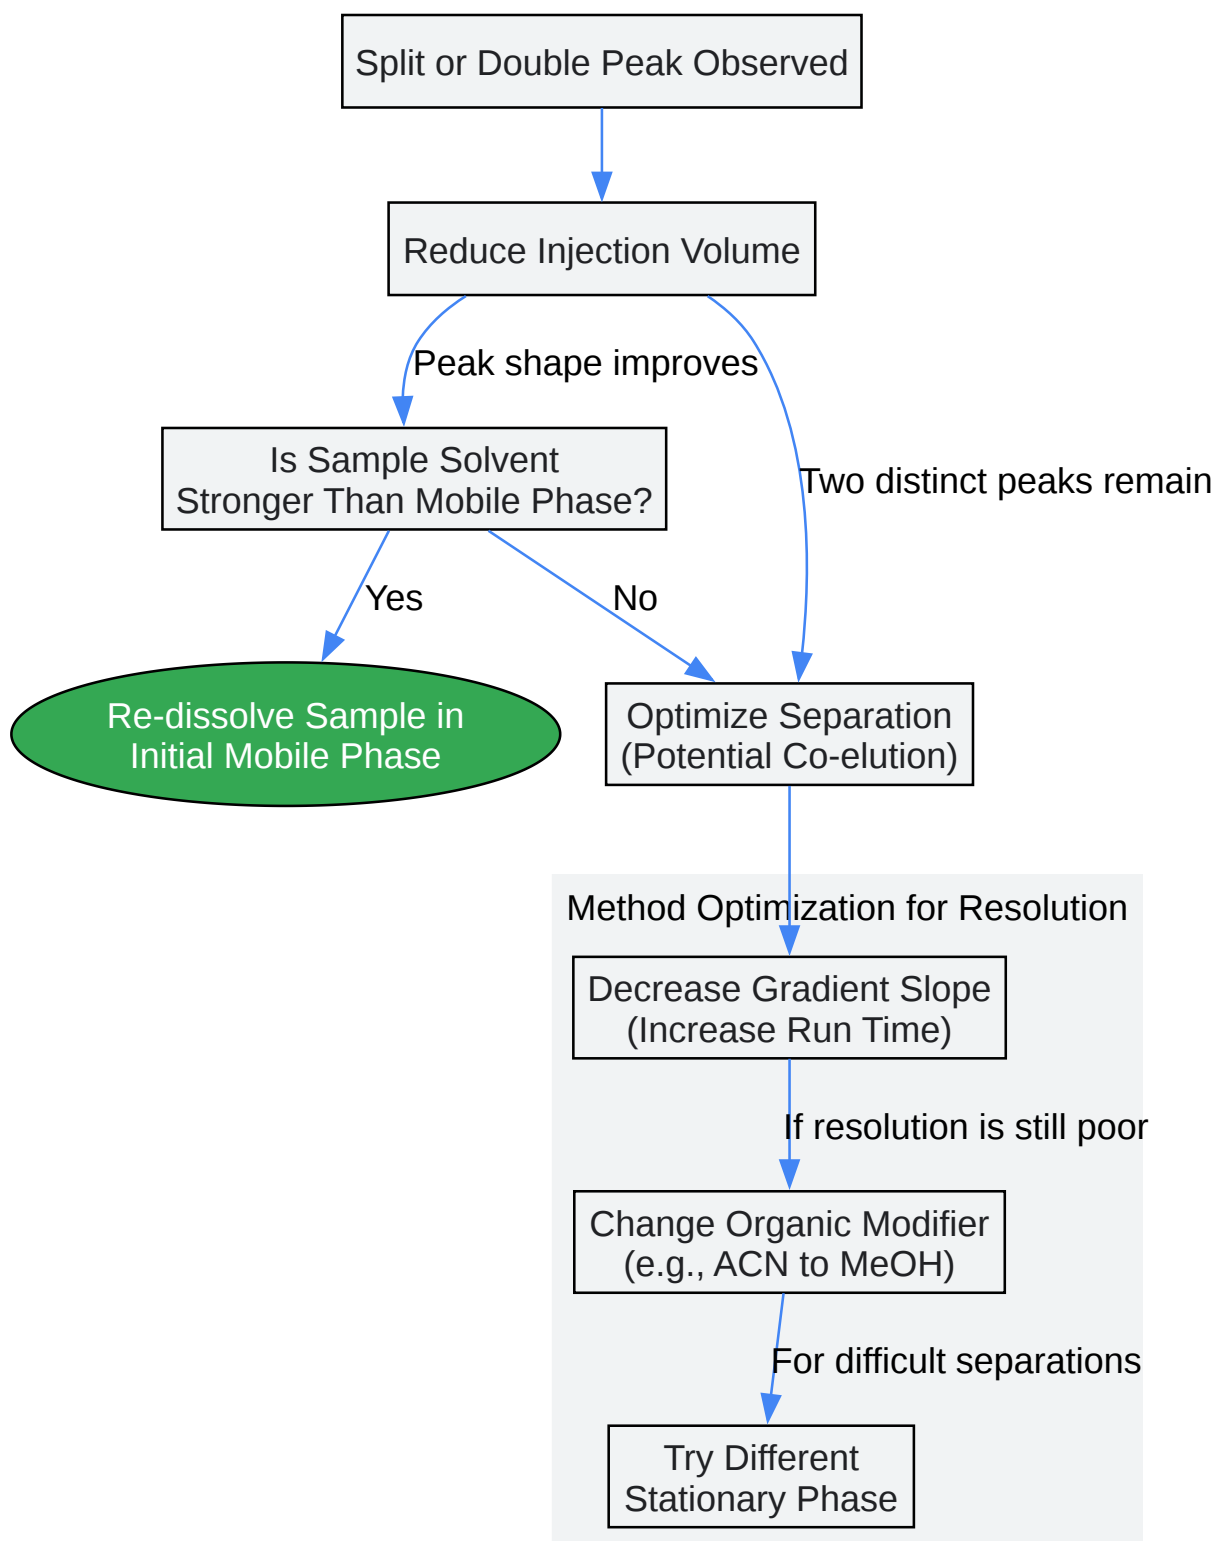 Split or Double Peak Observed
Reduce Injection Volume
Peak shape improves
Is Sample Solvent
Stronger Than Mobile Phase?
Two distinct peaks remain
Yes
No
Re-dissolve Sample in
Initial Mobile Phase
Optimize Separation
(Potential Co-elution)
Method Optimization for Resolution
Decrease Gradient Slope
(Increase Run Time)
If resolution is still poor
Change Organic Modifier
(e.g., ACN to MeOH)
For difficult separations
Try Different
Stationary Phase